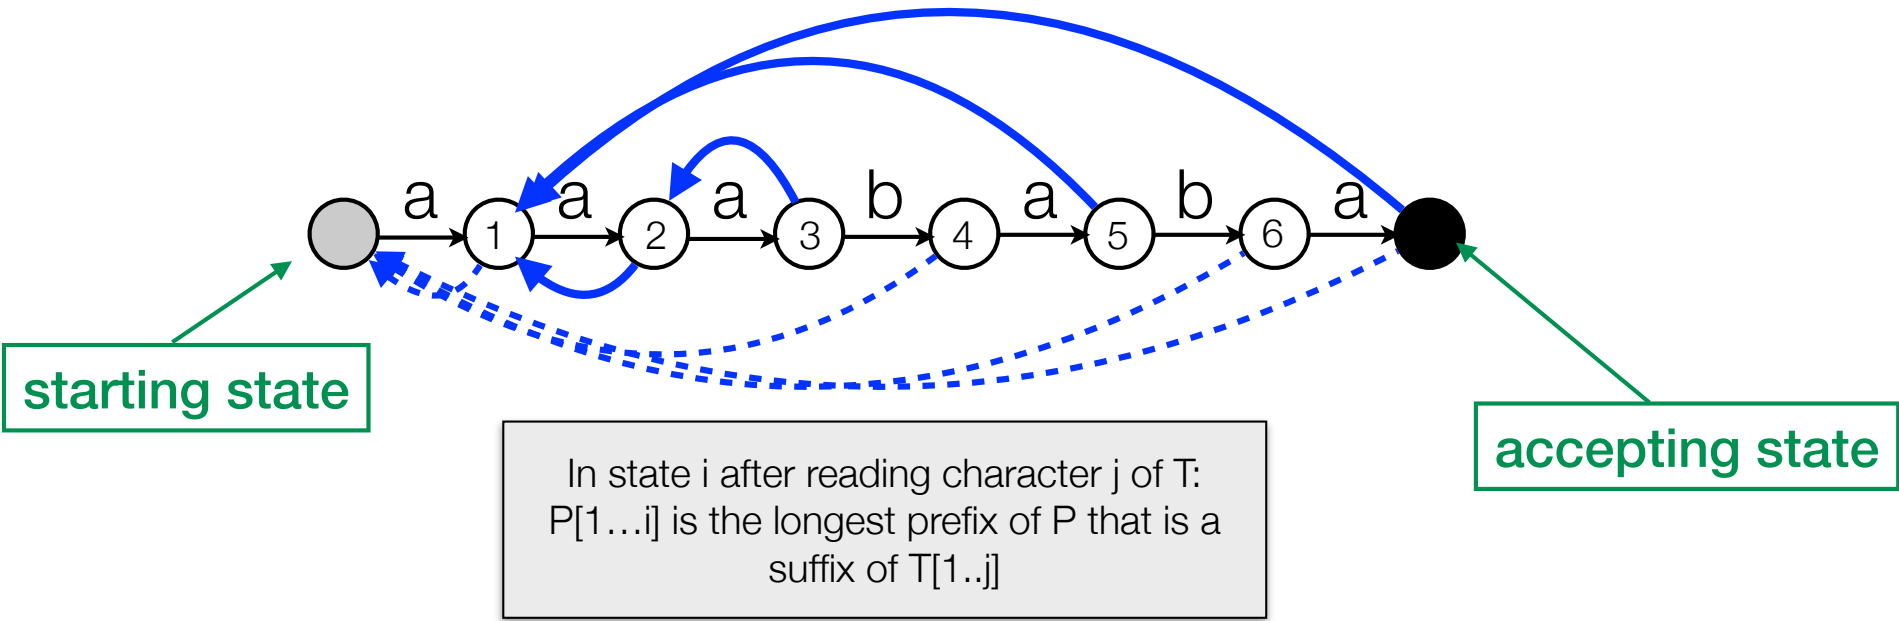 a a a b a b a
1 2 3 4 5 6
starting state
accepting state
In state i after reading character j of T:
P[1…i] is the longest prefix of P that is a
suffix of T[1..j]